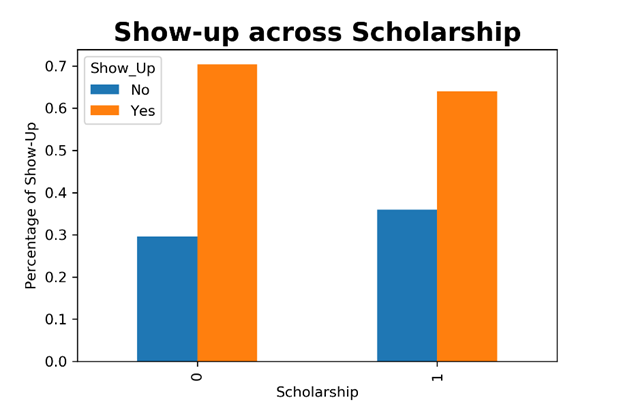 Show-up across Scholarship
Show_Up
No
Yes
Percentage of Show-Up
0.7
0.6
0.5
0.4
0.3
0.2
0.1
0.0
0
1
Scholarship